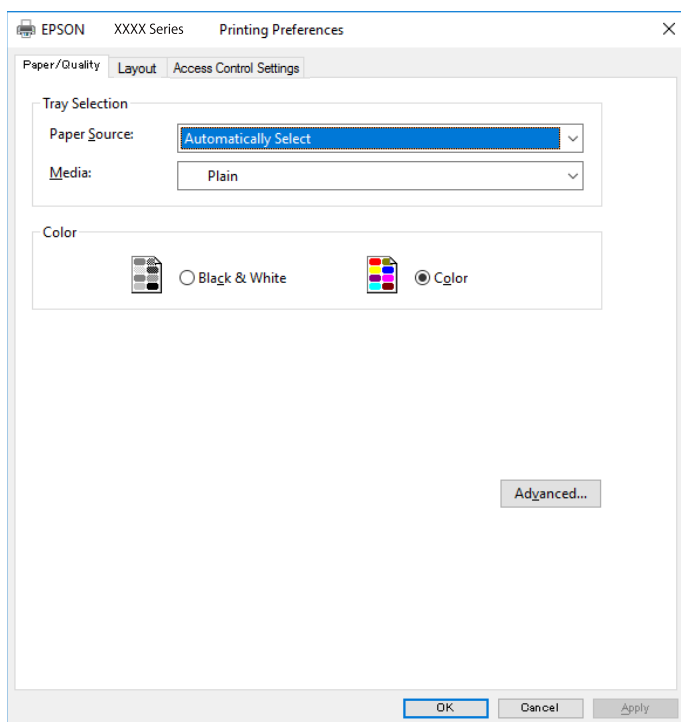 EPSON XXXX Series Printing Preferences
Paper/Quality Layout Access Control Settings
Tray Selection
Paper Source: Automatically Select
Media: Plain
Color
Black & White Color
Advanced...
OK Cancel Apply